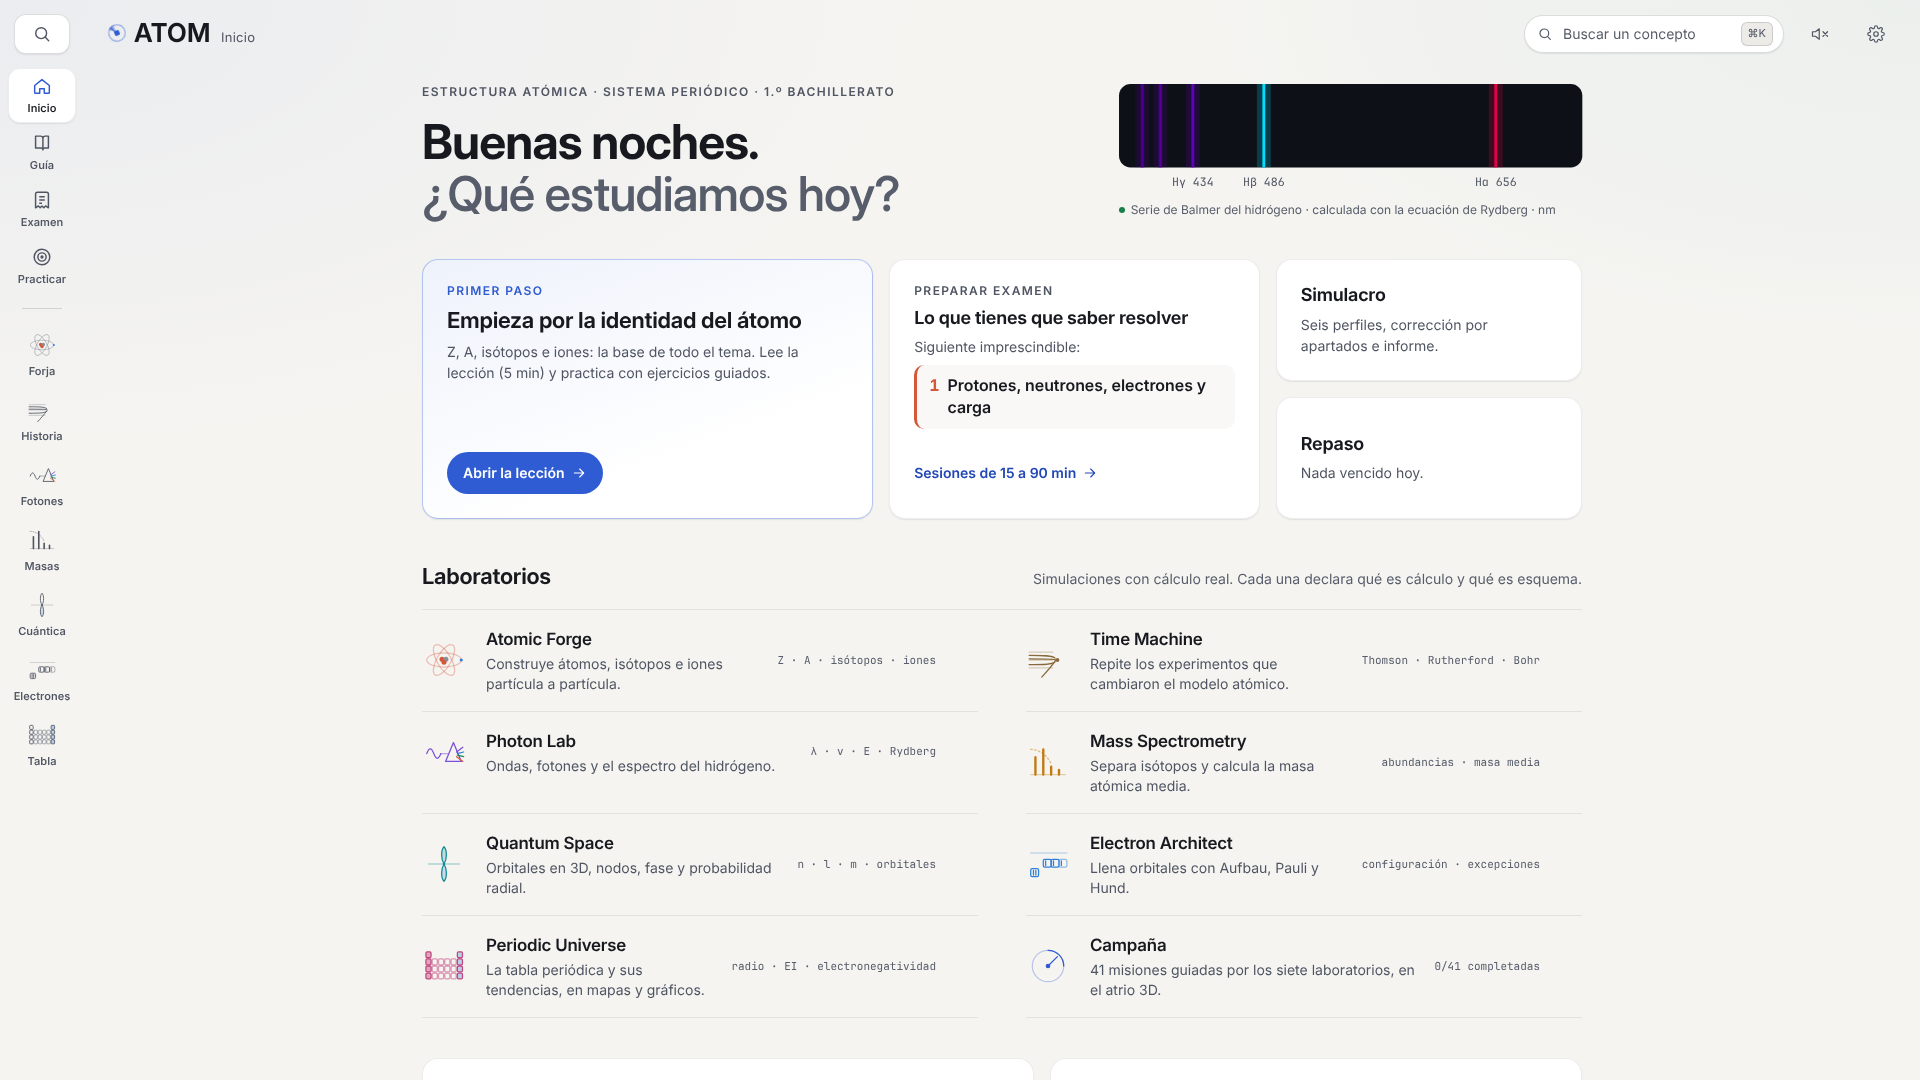 ATOM Inicio
Buscar un concepto ⌘K
Inicio
Guía
Examen
Practicar
Forja
Historia
Fotones
Masas
Cuántica
Electrones
Tabla
ESTRUCTURA ATÓMICA · SISTEMA PERIÓDICO · 1.º BACHILLERATO
Buenas noches.
¿Qué estudiamos hoy?
Hγ 434 Hβ 486 Hα 656
Serie de Balmer del hidrógeno · calculada con la ecuación de Rydberg · nm
PRIMER PASO
Empieza por la identidad del átomo
Z, A, isótopos e iones: la base de todo el tema. Lee la
lección (5 min) y practica con ejercicios guiados.
Abrir la lección →
PREPARAR EXAMEN
Lo que tienes que saber resolver
Siguiente imprescindible:
1 Protones, neutrones, electrones y
carga
Sesiones de 15 a 90 min →
Simulacro
Seis perfiles, corrección por
apartados e informe.
Repaso
Nada vencido hoy.
Laboratorios
Simulaciones con cálculo real. Cada una declara qué es cálculo y qué es esquema.
Atomic Forge
Construye átomos, isótopos e iones
partícula a partícula.
Z · A · isótopos · iones
Time Machine
Repite los experimentos que
cambiaron el modelo atómico.
Thomson · Rutherford · Bohr
Photon Lab
Ondas, fotones y el espectro del hidrógeno.
λ · ν · E · Rydberg
Mass Spectrometry
Separa isótopos y calcula la masa
atómica media.
abundancias · masa media
Quantum Space
Orbitales en 3D, nodos, fase y probabilidad
radial.
n · l · m · orbitales
Electron Architect
Llena orbitales con Aufbau, Pauli y
Hund.
configuración · excepciones
Periodic Universe
La tabla periódica y sus
tendencias, en mapas y gráficos.
radio · EI · electronegatividad
Campaña
41 misiones guiadas por los siete laboratorios, en
el atrio 3D.
0/41 completadas